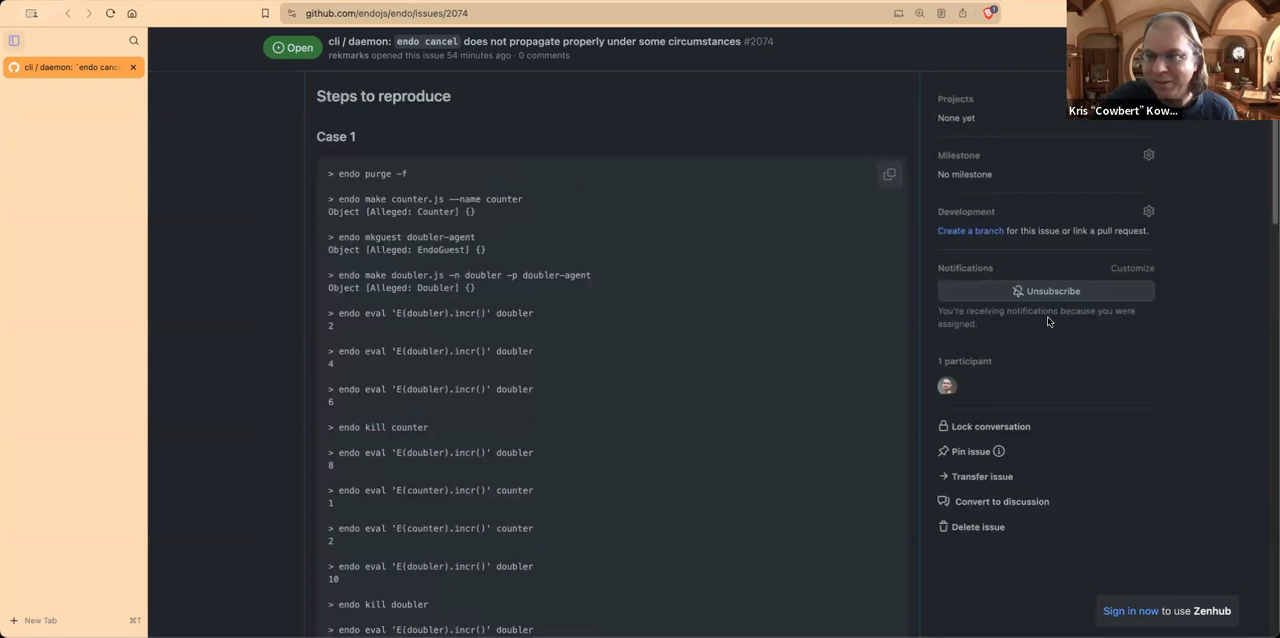 github.com/endojs/endo/issues/2074
1
cli / daemon: `endo canc
New Tab
⌘T
Open
cli / daemon: endo cancel does not propagate properly under some circumstances #2074
rekmarks opened this issue 54 minutes ago · 0 comments
Steps to reproduce
Case 1
> endo purge -f
> endo make counter.js --name counter
Object [Alleged: Counter] {}
> endo mkguest doubler-agent
Object [Alleged: EndoGuest] {}
> endo make doubler.js -n doubler -p doubler-agent
Object [Alleged: Doubler] {}
> endo eval 'E(doubler).incr()' doubler
2
> endo eval 'E(doubler).incr()' doubler
4
> endo eval 'E(doubler).incr()' doubler
6
> endo kill counter
> endo eval 'E(doubler).incr()' doubler
8
> endo eval 'E(counter).incr()' counter
1
> endo eval 'E(counter).incr()' counter
2
> endo eval 'E(doubler).incr()' doubler
10
> endo kill doubler
> endo eval 'E(doubler).incr()' doubler
Projects
None yet
Milestone
No milestone
Development
Create a branch for this issue or link a pull request.
Notifications
Customize
Unsubscribe
You're receiving notifications because you were
assigned.
1 participant
Lock conversation
Pin issue
Transfer issue
Convert to discussion
Delete issue
Sign in now to use Zenhub
Kris "Cowbert" Kow...